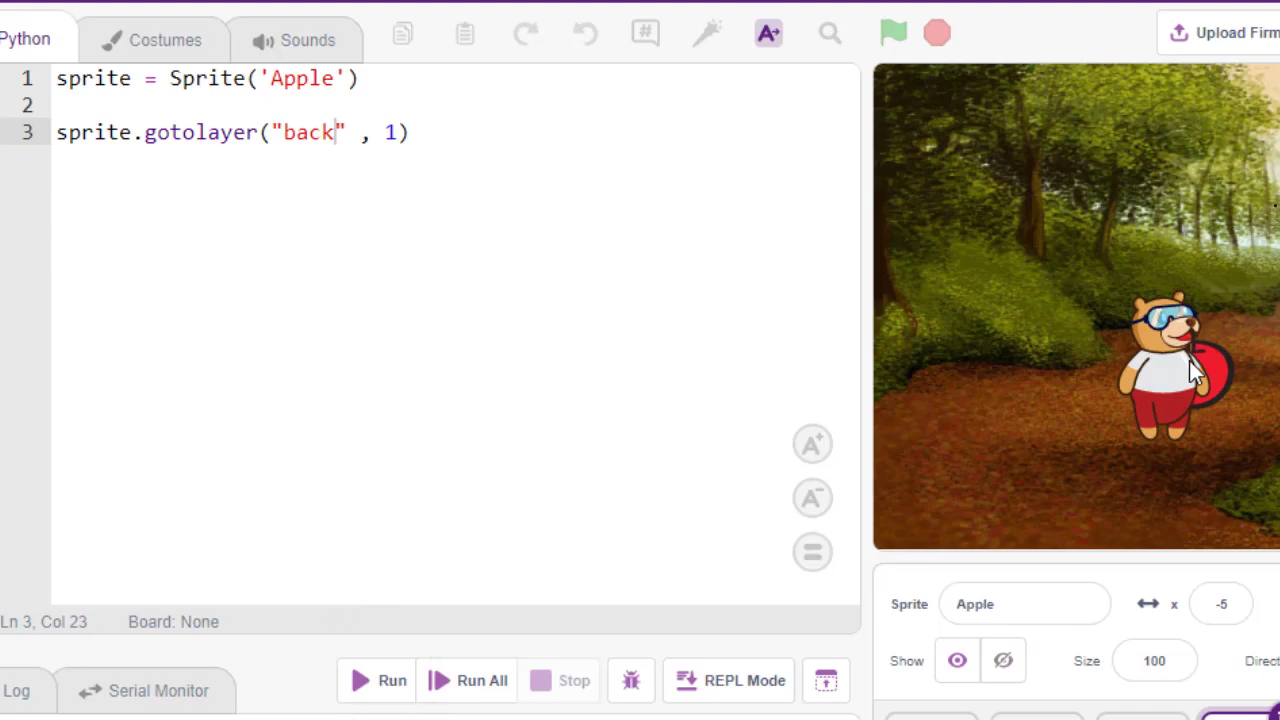 Python
Costumes
Sounds
Upload Firm
1 sprite = Sprite('Apple')
2
3 sprite.gotolayer("back" , 1)
Ln 3, Col 23
Board: None
Log
Serial Monitor
Run
Run All
Stop
REPL Mode
Sprite
Apple
x
-5
Show
Size
100
Direct